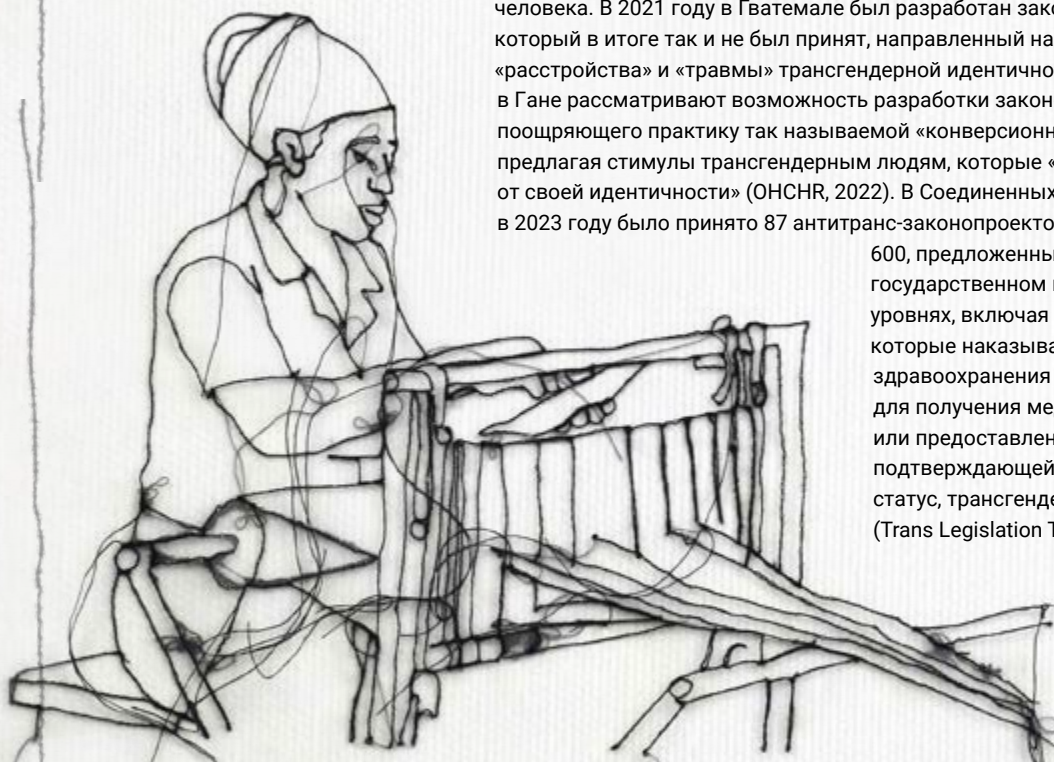 человека. В 2021 году в Гватемале был разработан зако
который в итоге так и не был принят, направленный на
«расстройства» и «травмы» трансгендерной идентично
в Гане рассматривают возможность разработки закон
поощряющего практику так называемой «конверсионн
предлагая стимулы трансгендерным людям, которые «
от своей идентичности» (OHCHR, 2022). В Соединенных
в 2023 году было принято 87 антитранс-законопроекто
600, предложенны
государственном
уровнях, включая
которые наказыва
здравоохранения
для получения ме
или предоставлен
подтверждающей
статус, трансгенде
(Trans Legislation T